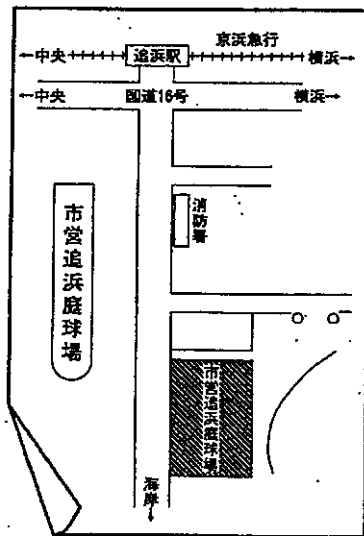 京浜急行
←中央 追浜駅 横浜→
←中央 国道16号 横浜→
消防署
市営追浜庭球場
市営追浜庭球場
海岸
↓